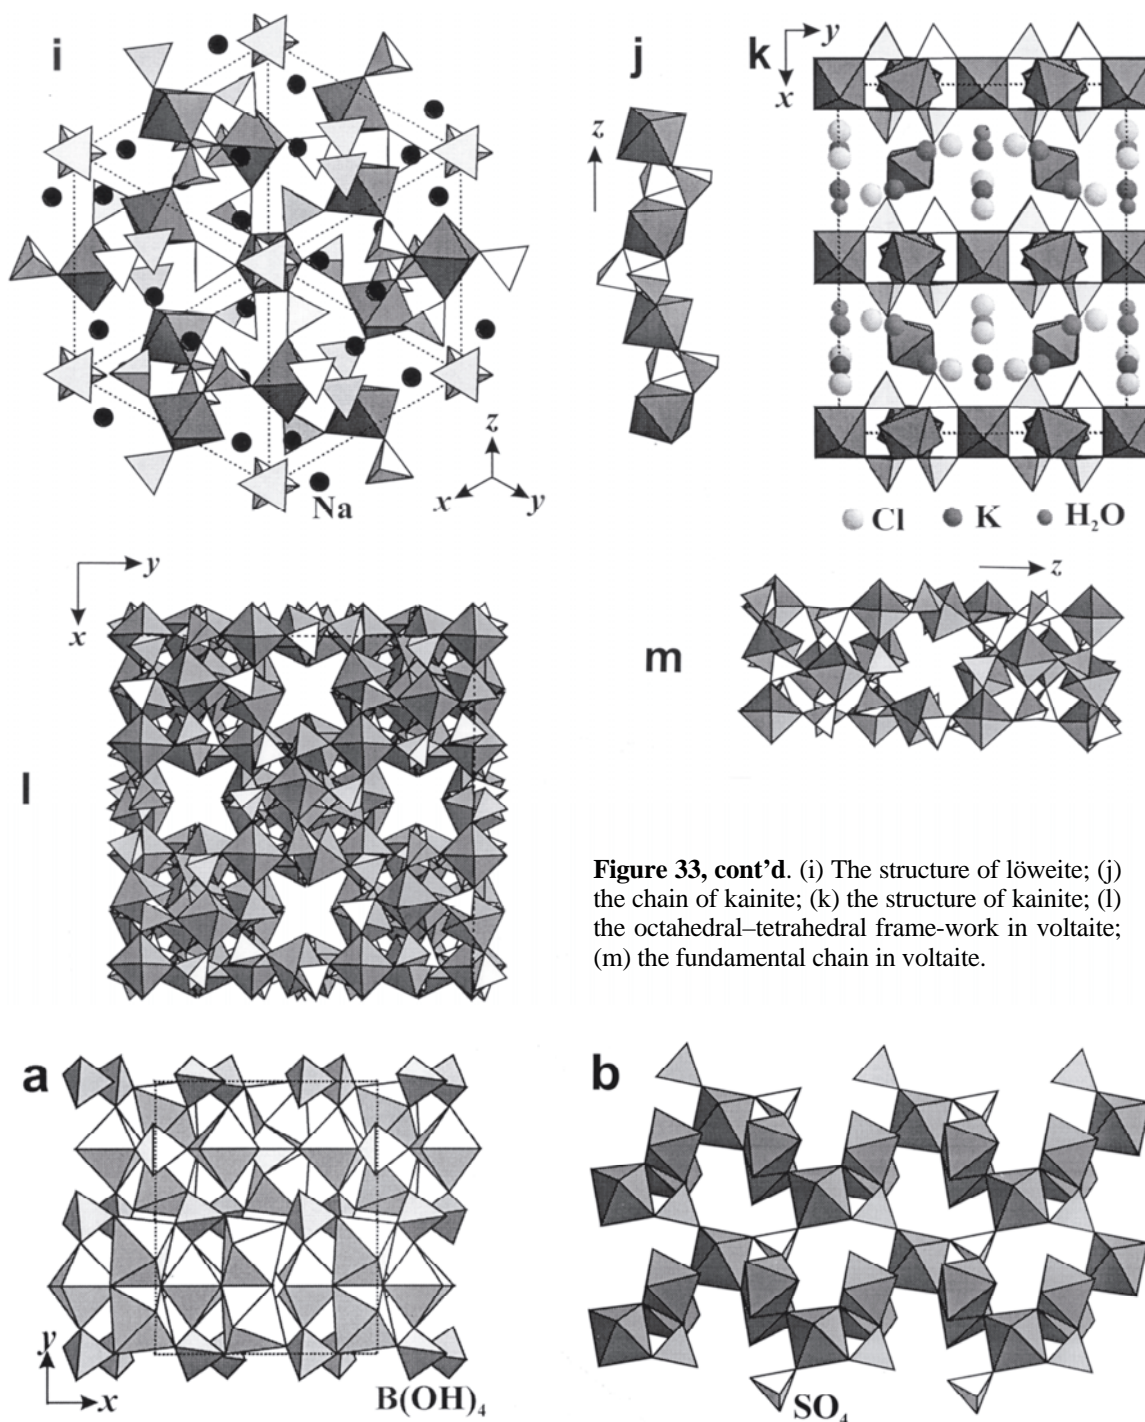 i
z
x
y
Na
j
z
k
y
x
Cl K H₂O
y
x
l
z
m
Figure 33, cont’d. (i) The structure of löweite; (j)
the chain of kainite; (k) the structure of kainite; (l)
the octahedral–tetrahedral frame-work in voltaite;
(m) the fundamental chain in voltaite.
a
y
x
B(OH)₄
b
SO₄